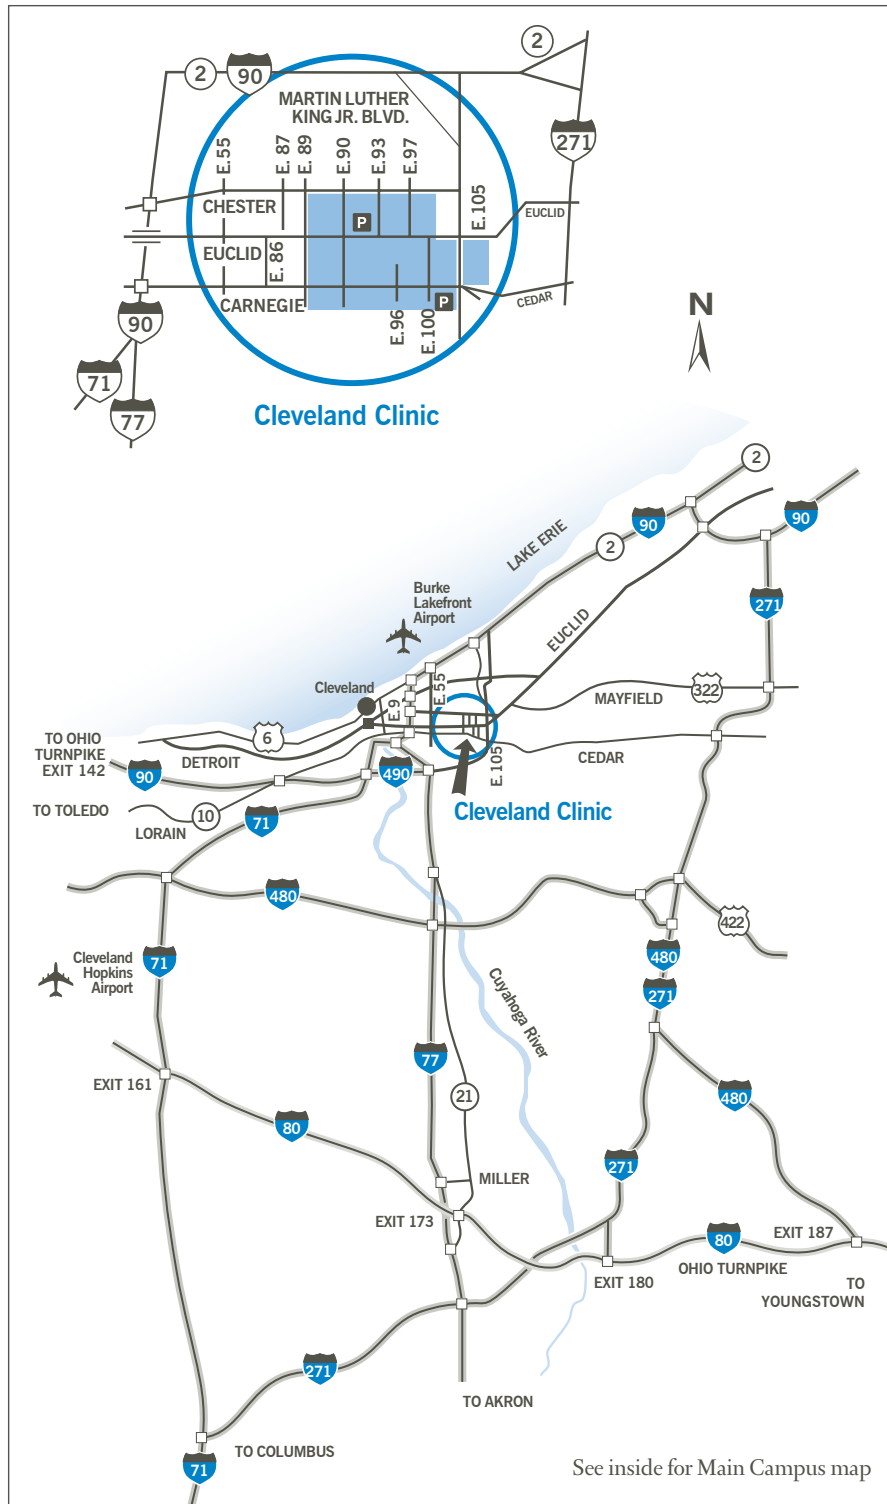 2
2
90
MARTIN LUTHER
KING JR. BLVD.
271
E. 55
E. 87
E. 89
E. 90
E. 93
E. 97
E. 105
CHESTER
P
EUCLID
EUCLID
E. 86
CARNEGIE
CEDAR
P
E. 96
E. 100
90
71
77
N
Cleveland Clinic
2
90
90
2
LAKE ERIE
Burke
Lakefront
Airport
271
EUCLID
Cleveland
E. 55
MAYFIELD
322
E. 9
6
TO OHIO
TURNPIKE
EXIT 142
DETROIT
CEDAR
E. 105
90
490
TO TOLEDO
10
Cleveland Clinic
LORAIN
71
480
422
Cleveland
Hopkins
Airport
71
480
271
Cuyahoga River
77
EXIT 161
480
21
80
271
MILLER
EXIT 173
EXIT 187
80
OHIO TURNPIKE
EXIT 180
TO
YOUNGSTOWN
271
TO AKRON
TO COLUMBUS
71
See inside for Main Campus map